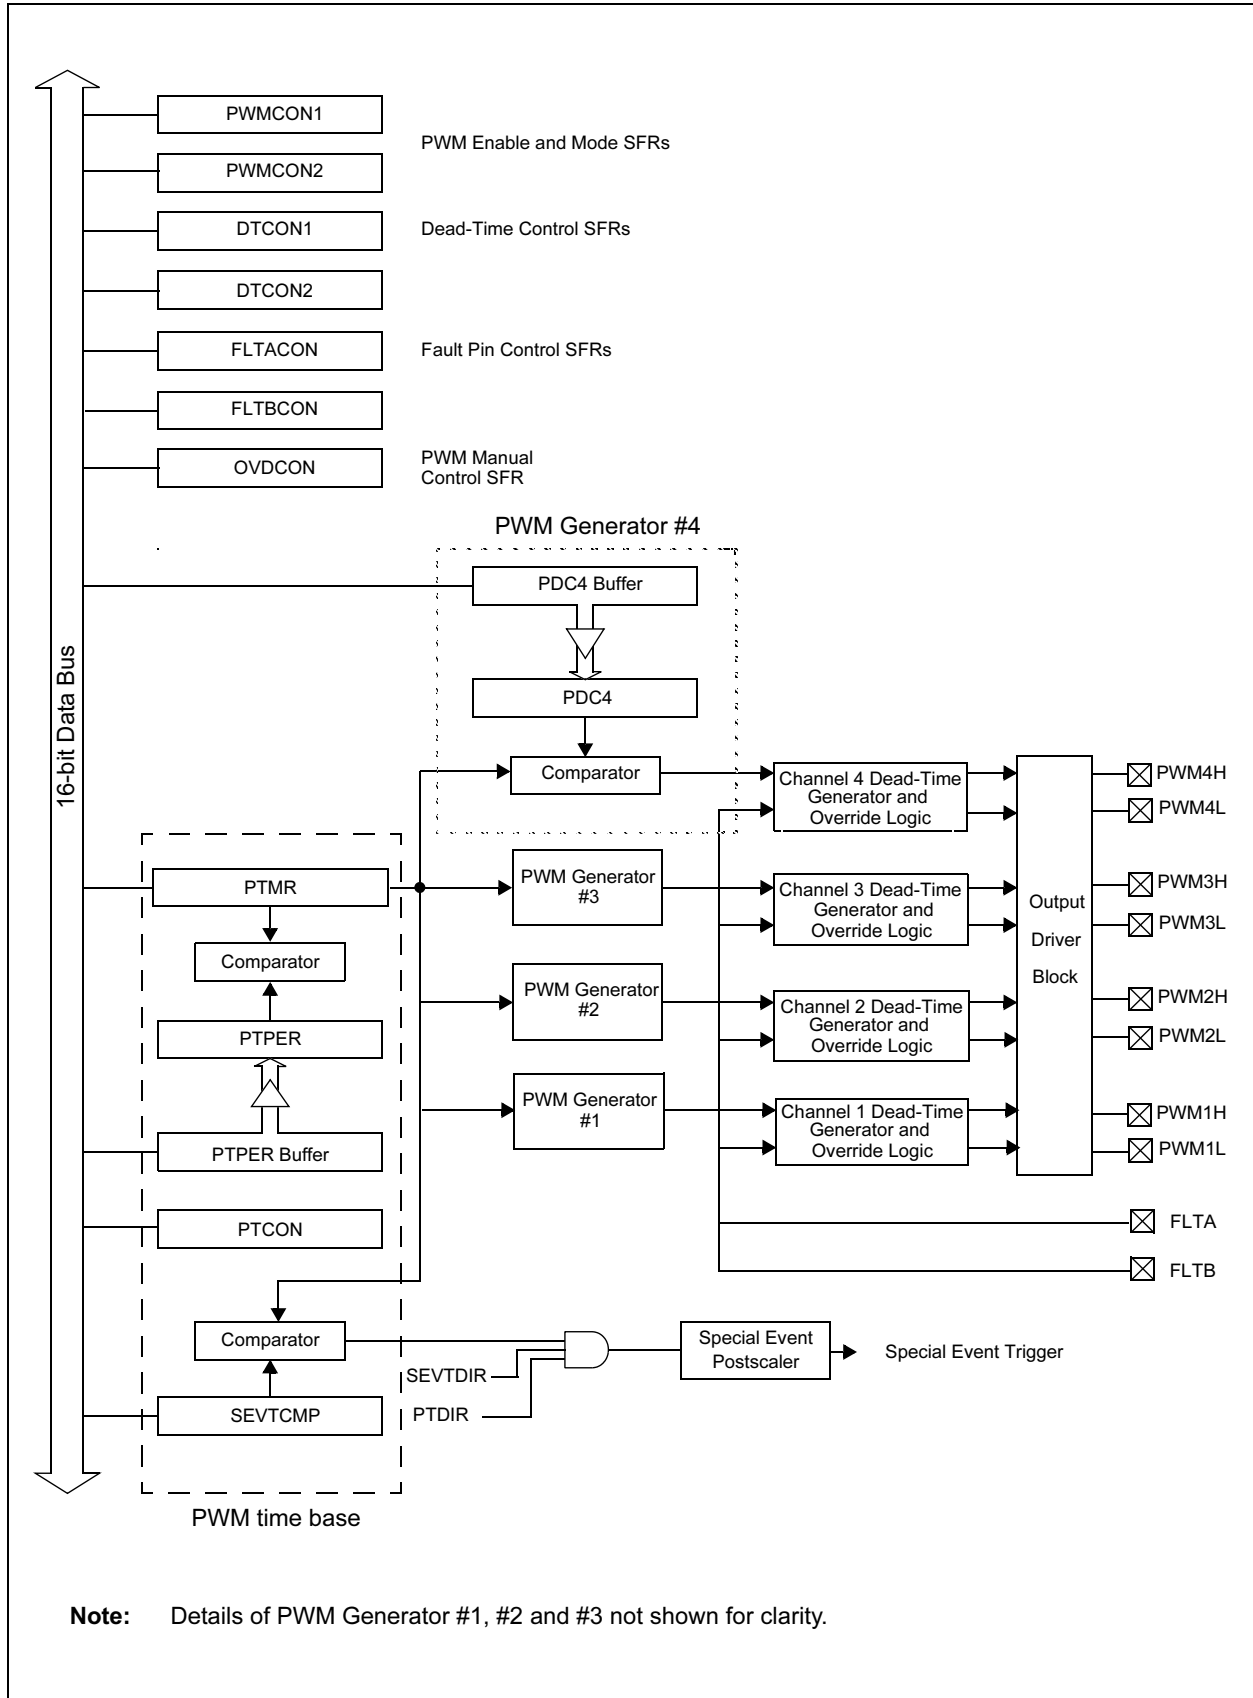 PWMCON1
PWM Enable and Mode SFRs
PWMCON2
DTCON1
Dead-Time Control SFRs
DTCON2
FLTACON
Fault Pin Control SFRs
FLTBCON
OVDCON
PWM Manual
Control SFR
16-bit Data Bus
PWM Generator #4
PDC4 Buffer
PDC4
Comparator
Channel 4 Dead-Time
Generator and
Override Logic
PWM4H
PWM4L
PTMR
Comparator
PTPER
PTPER Buffer
PTCON
Comparator
SEVTCMP
PWM time base
PWM Generator
#3
Channel 3 Dead-Time
Generator and
Override Logic
PWM3H
PWM3L
Output
Driver
Block
PWM Generator
#2
Channel 2 Dead-Time
Generator and
Override Logic
PWM2H
PWM2L
PWM Generator
#1
Channel 1 Dead-Time
Generator and
Override Logic
PWM1H
PWM1L
FLTA
FLTB
SEVTDIR
PTDIR
Special Event
Postscaler
Special Event Trigger
Note: Details of PWM Generator #1, #2 and #3 not shown for clarity.